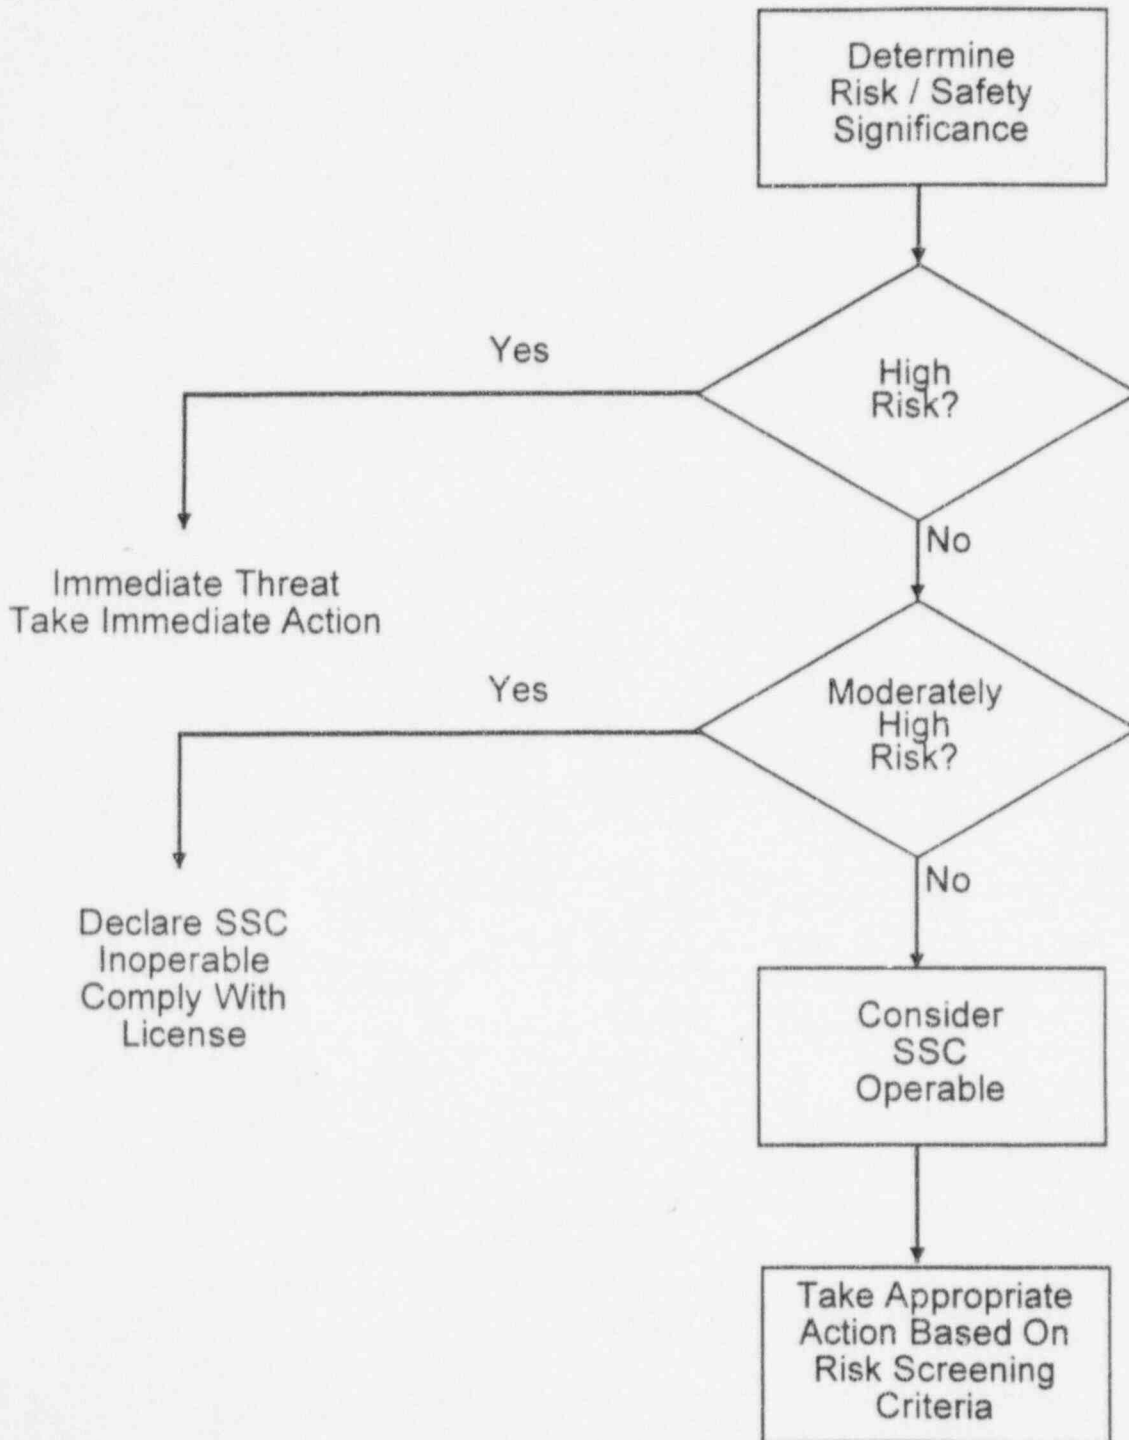 Determine
Risk / Safety
Significance
Yes
High
Risk?
No
Immediate Threat
Take Immediate Action
Yes
Moderately
High
Risk?
No
Declare SSC
Inoperable
Comply With
License
Consider
SSC
Operable
Take Appropriate
Action Based On
Risk Screening
Criteria